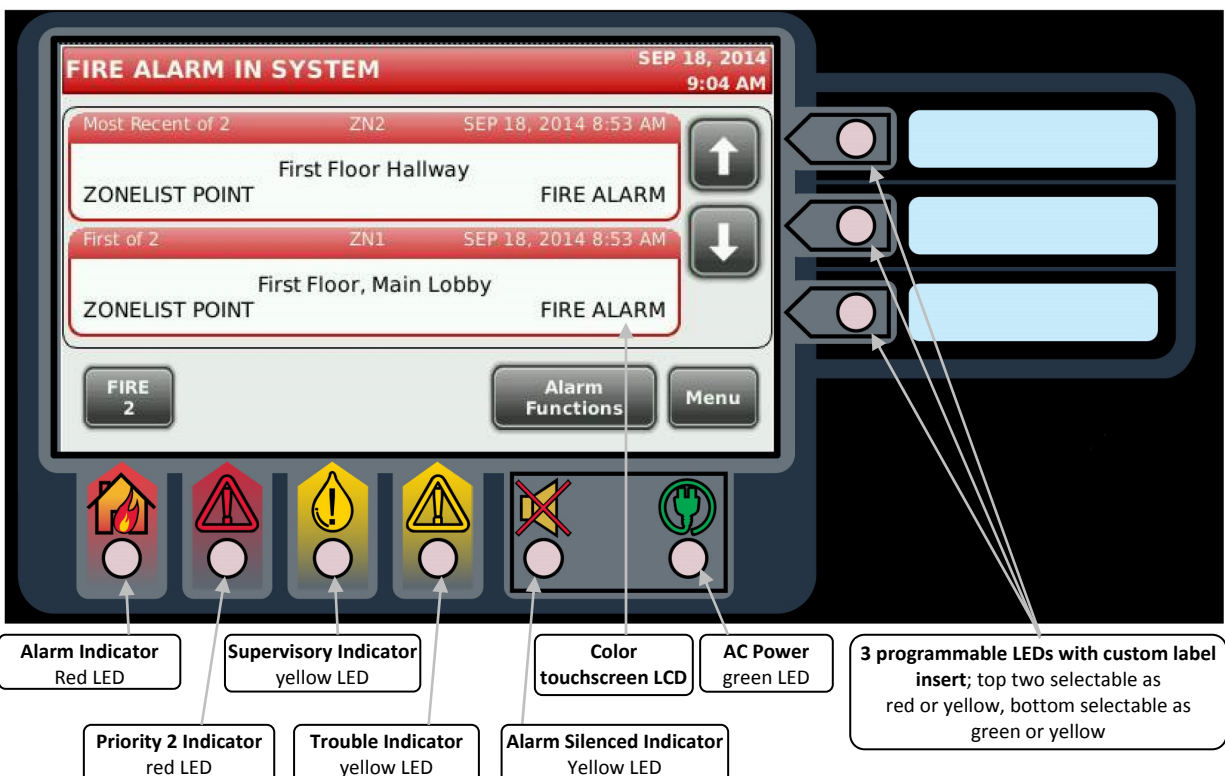 FIRE ALARM IN SYSTEM
SEP 18, 2014
9:04 AM
Most Recent of 2 ZN2 SEP 18, 2014 8:53 AM
First Floor Hallway
ZONELIST POINT FIRE ALARM
First of 2 ZN1 SEP 18, 2014 8:53 AM
First Floor, Main Lobby
ZONELIST POINT FIRE ALARM
FIRE
2
Alarm
Functions
Menu
Alarm Indicator
Red LED
Supervisory Indicator
yellow LED
Color
touchscreen LCD
AC Power
green LED
3 programmable LEDs with custom label
insert; top two selectable as
red or yellow, bottom selectable as
green or yellow
Priority 2 Indicator
red LED
Trouble Indicator
yellow LED
Alarm Silenced Indicator
Yellow LED